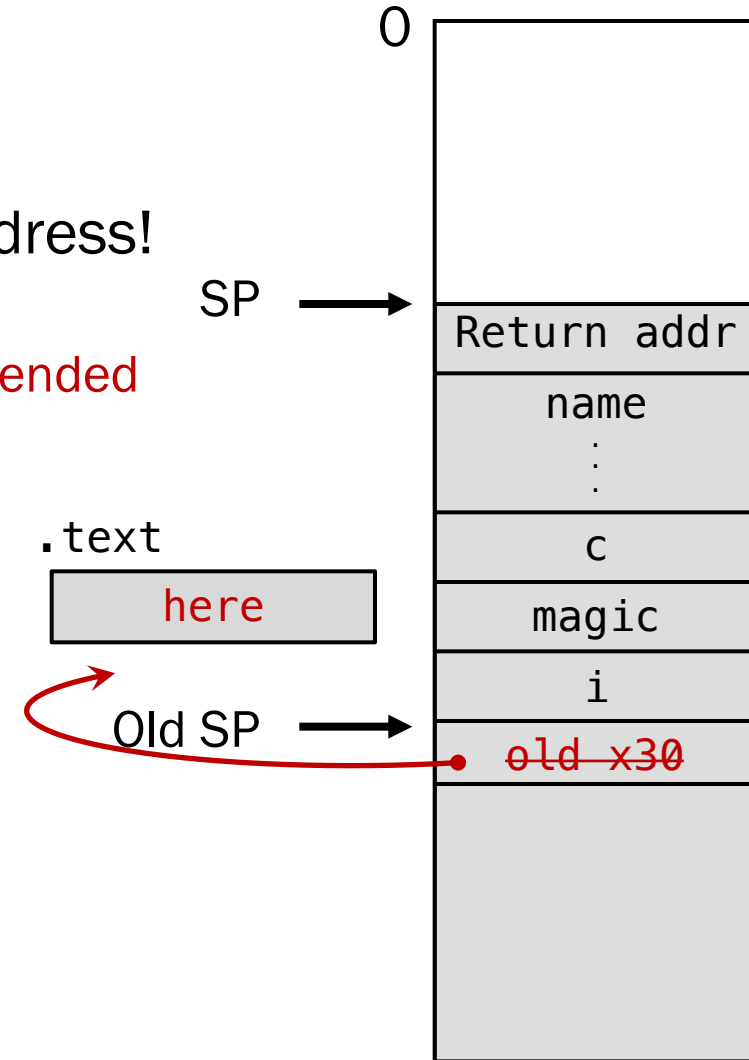 0
dress!
SP
Return addr
ended
name
.
.
.
.text
c
here
magic
i
Old SP
old x30